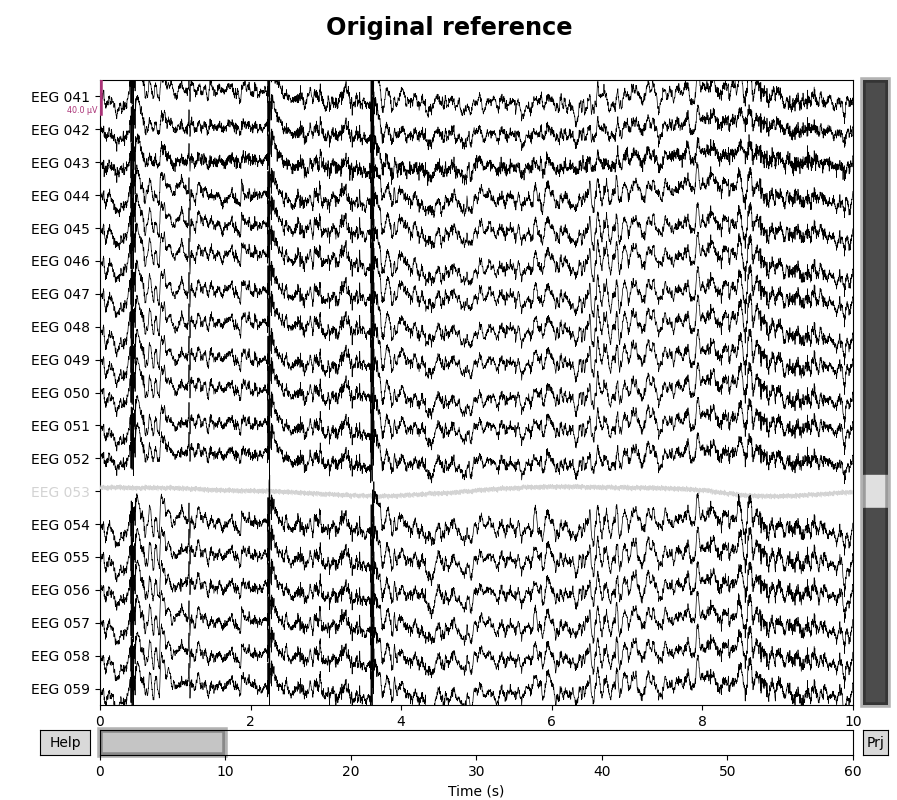 Original reference
EEG 041
40.0 µV
EEG 042
EEG 043
EEG 044
EEG 045
EEG 046
EEG 047
EEG 048
EEG 049
EEG 050
EEG 051
EEG 052
EEG 053
EEG 054
EEG 055
EEG 056
EEG 057
EEG 058
EEG 059
0 2 4 6 8 10
Help Prj
0 10 20 30 40 50 60
Time (s)